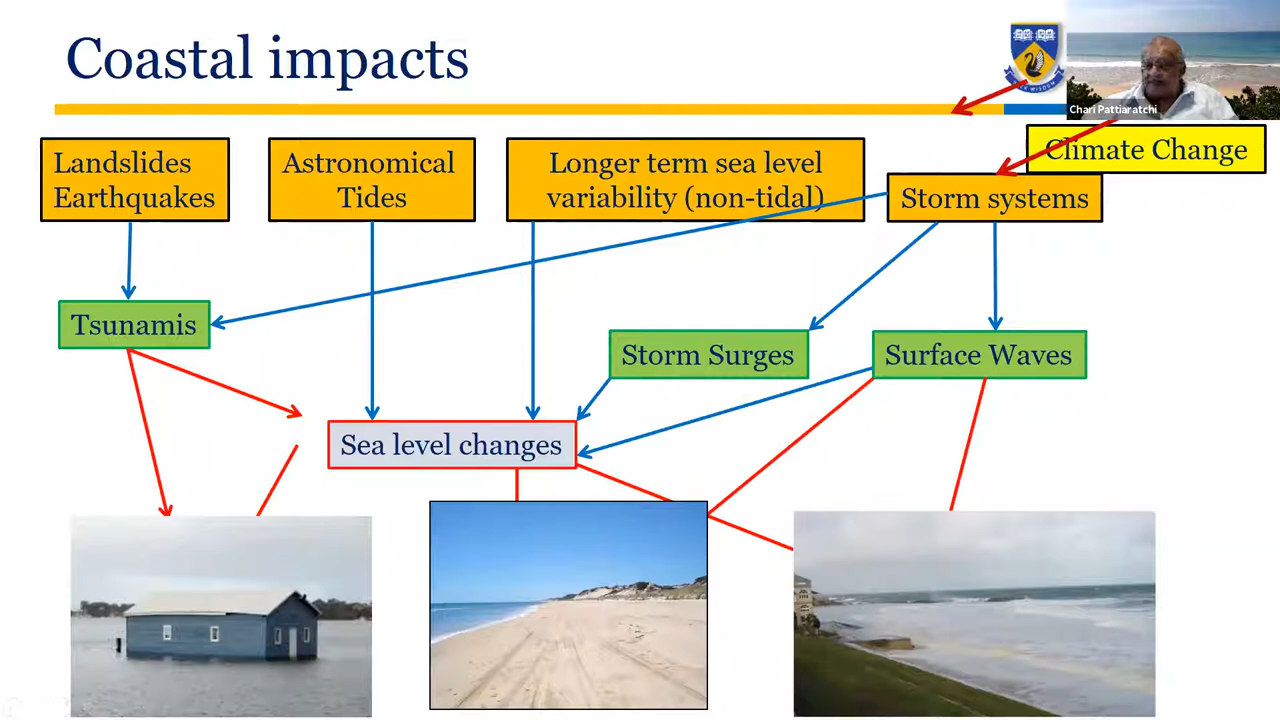 Coastal impacts
Chari Pattiaratchi
Climate Change
Landslides
Earthquakes
Astronomical
Tides
Longer term sea level
variability (non-tidal)
Storm systems
Tsunamis
Storm Surges
Surface Waves
Sea level changes